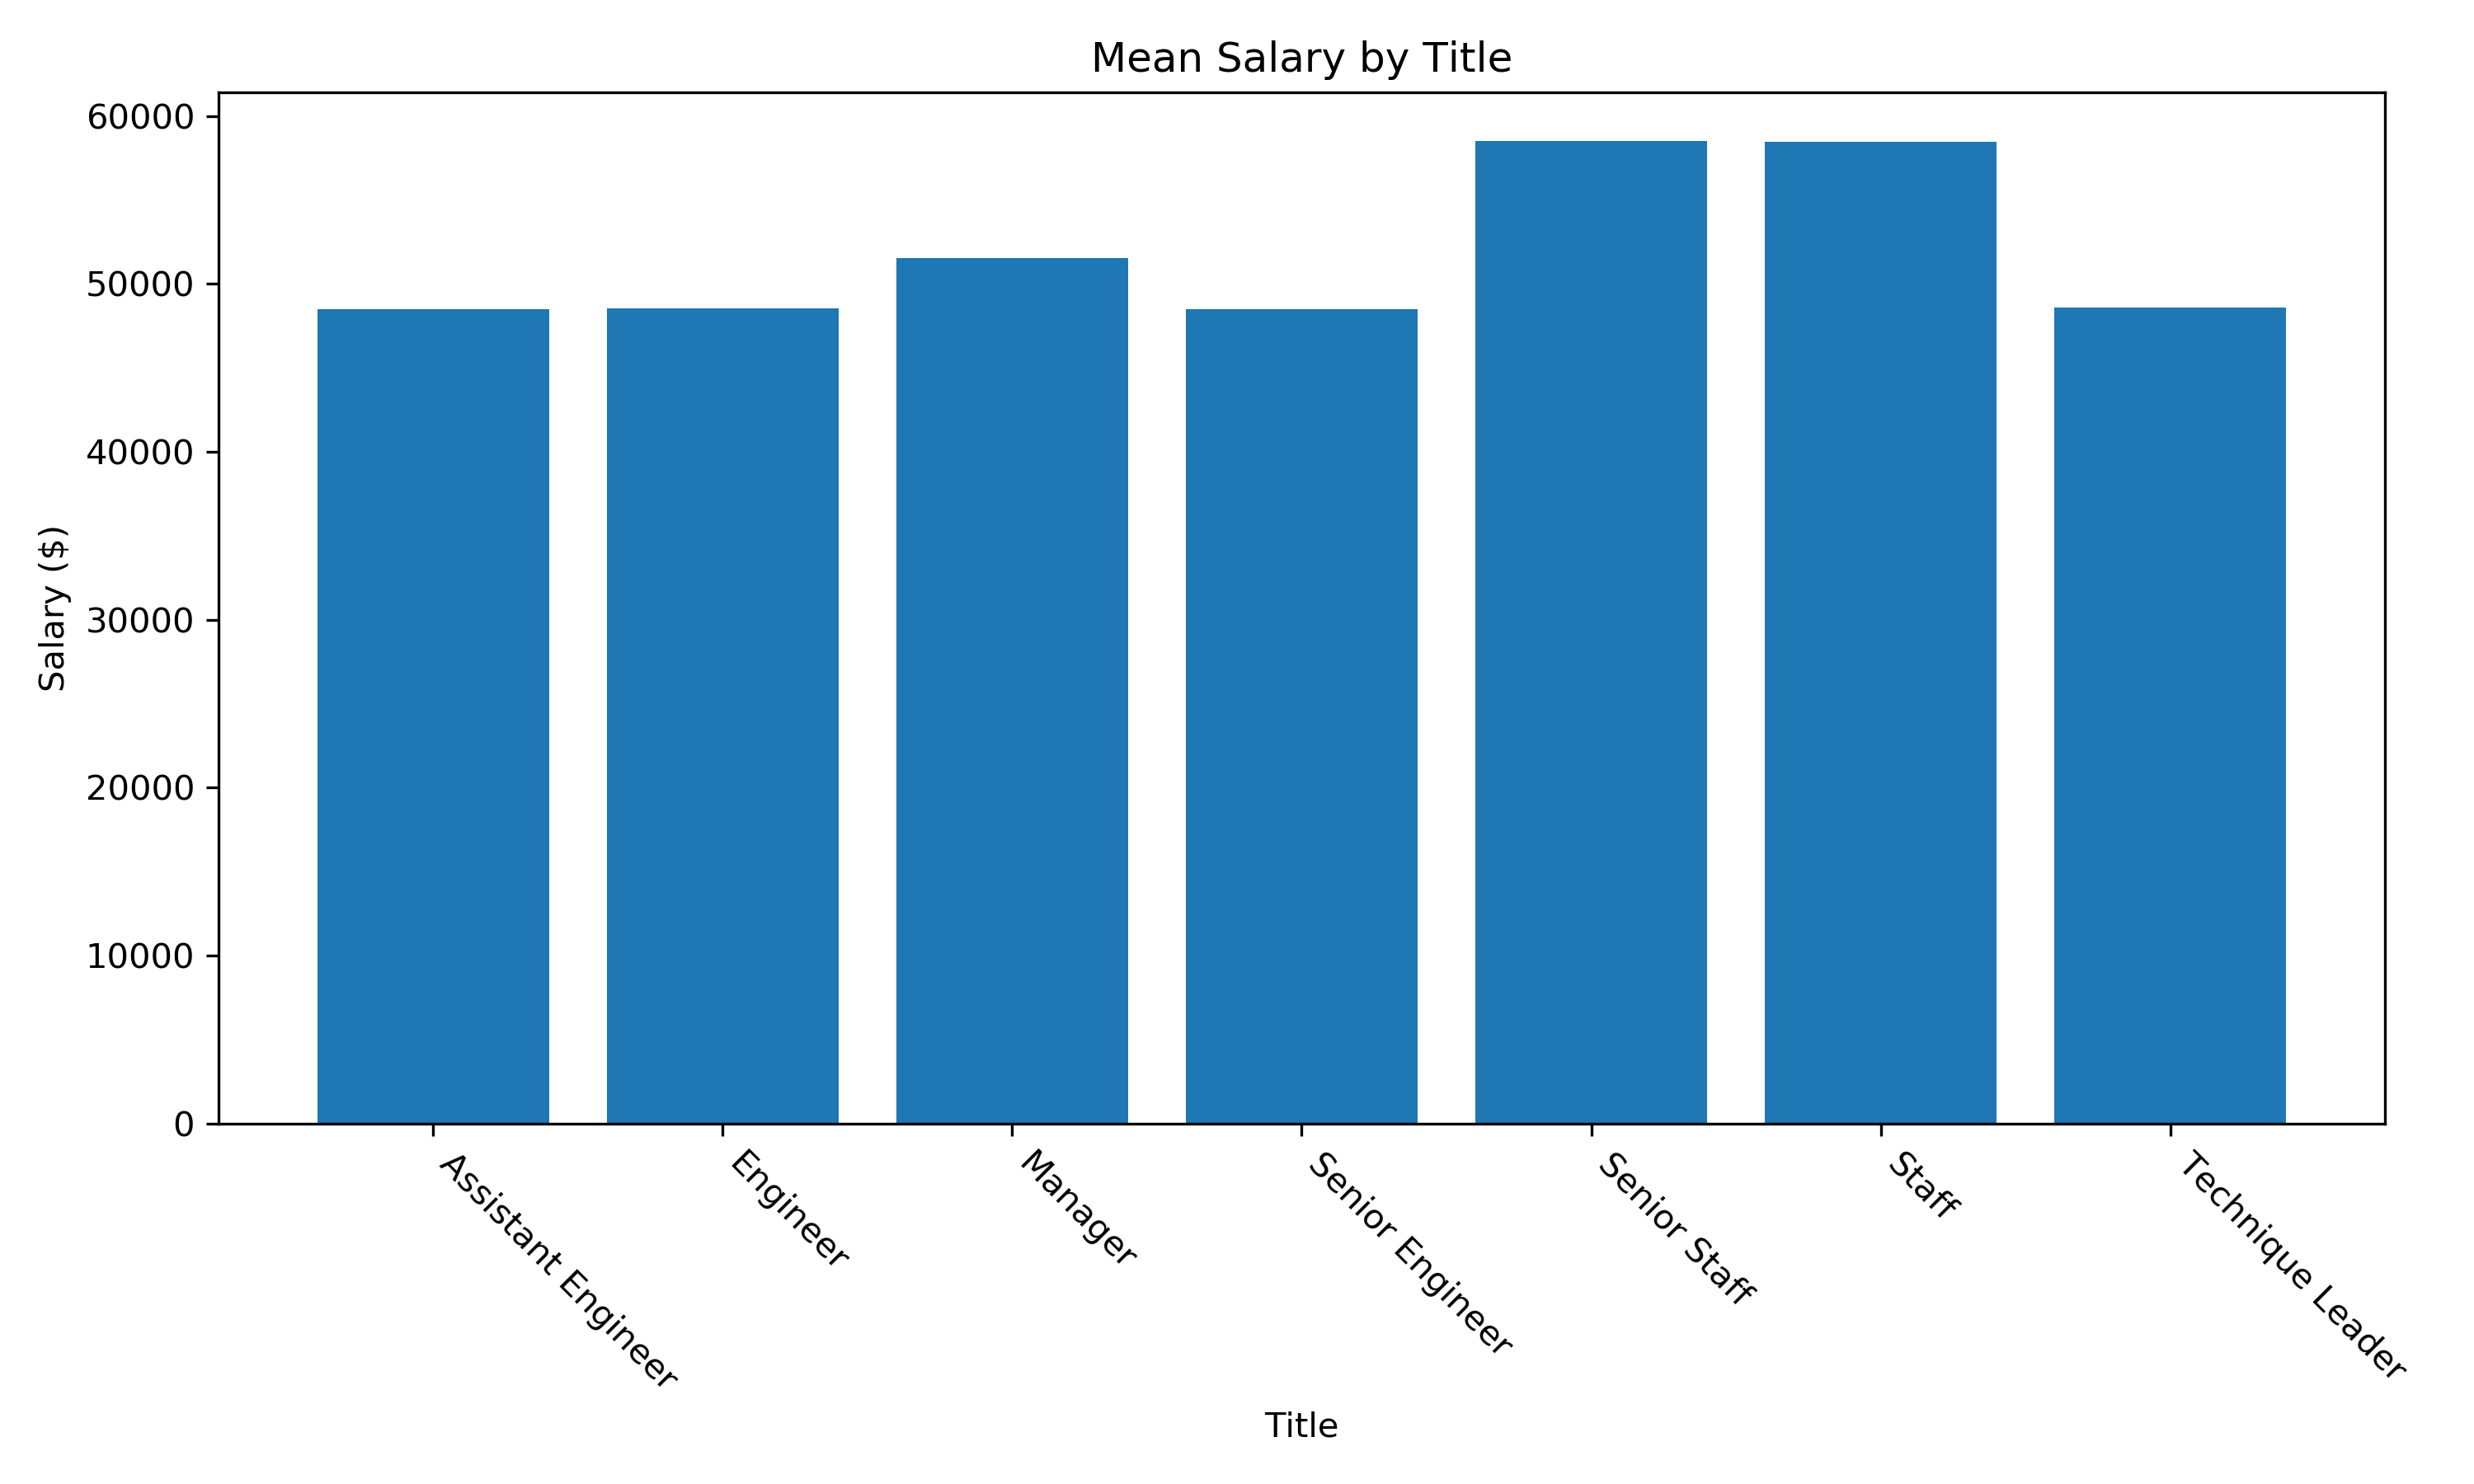 Mean Salary by Title
60000
50000
40000
30000
20000
10000
0
Salary ($)
Assistant Engineer
Engineer
Manager
Senior Engineer
Senior Staff
Staff
Technique Leader
Title